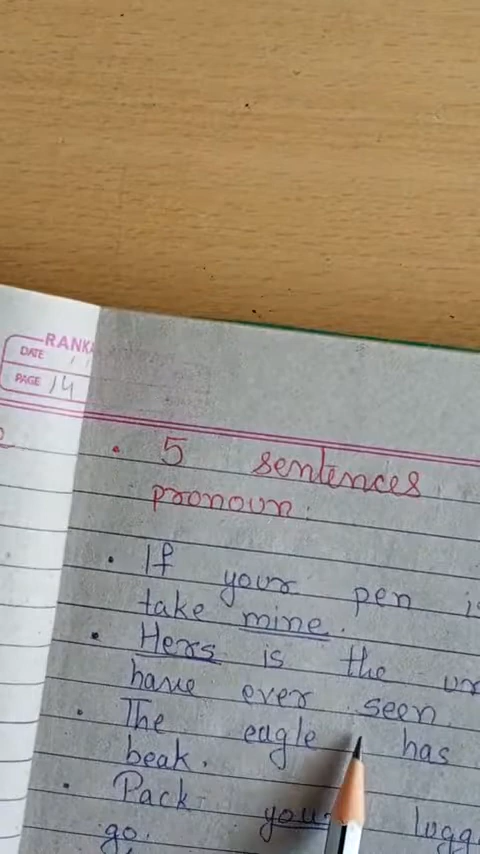 RANK
DATE
PAGE 14
• 5 sentences
pronoun.
• If your pen is
take mine.
• Hers is the
have ever seen.
• The eagle has
beak.
• Pack your
go.